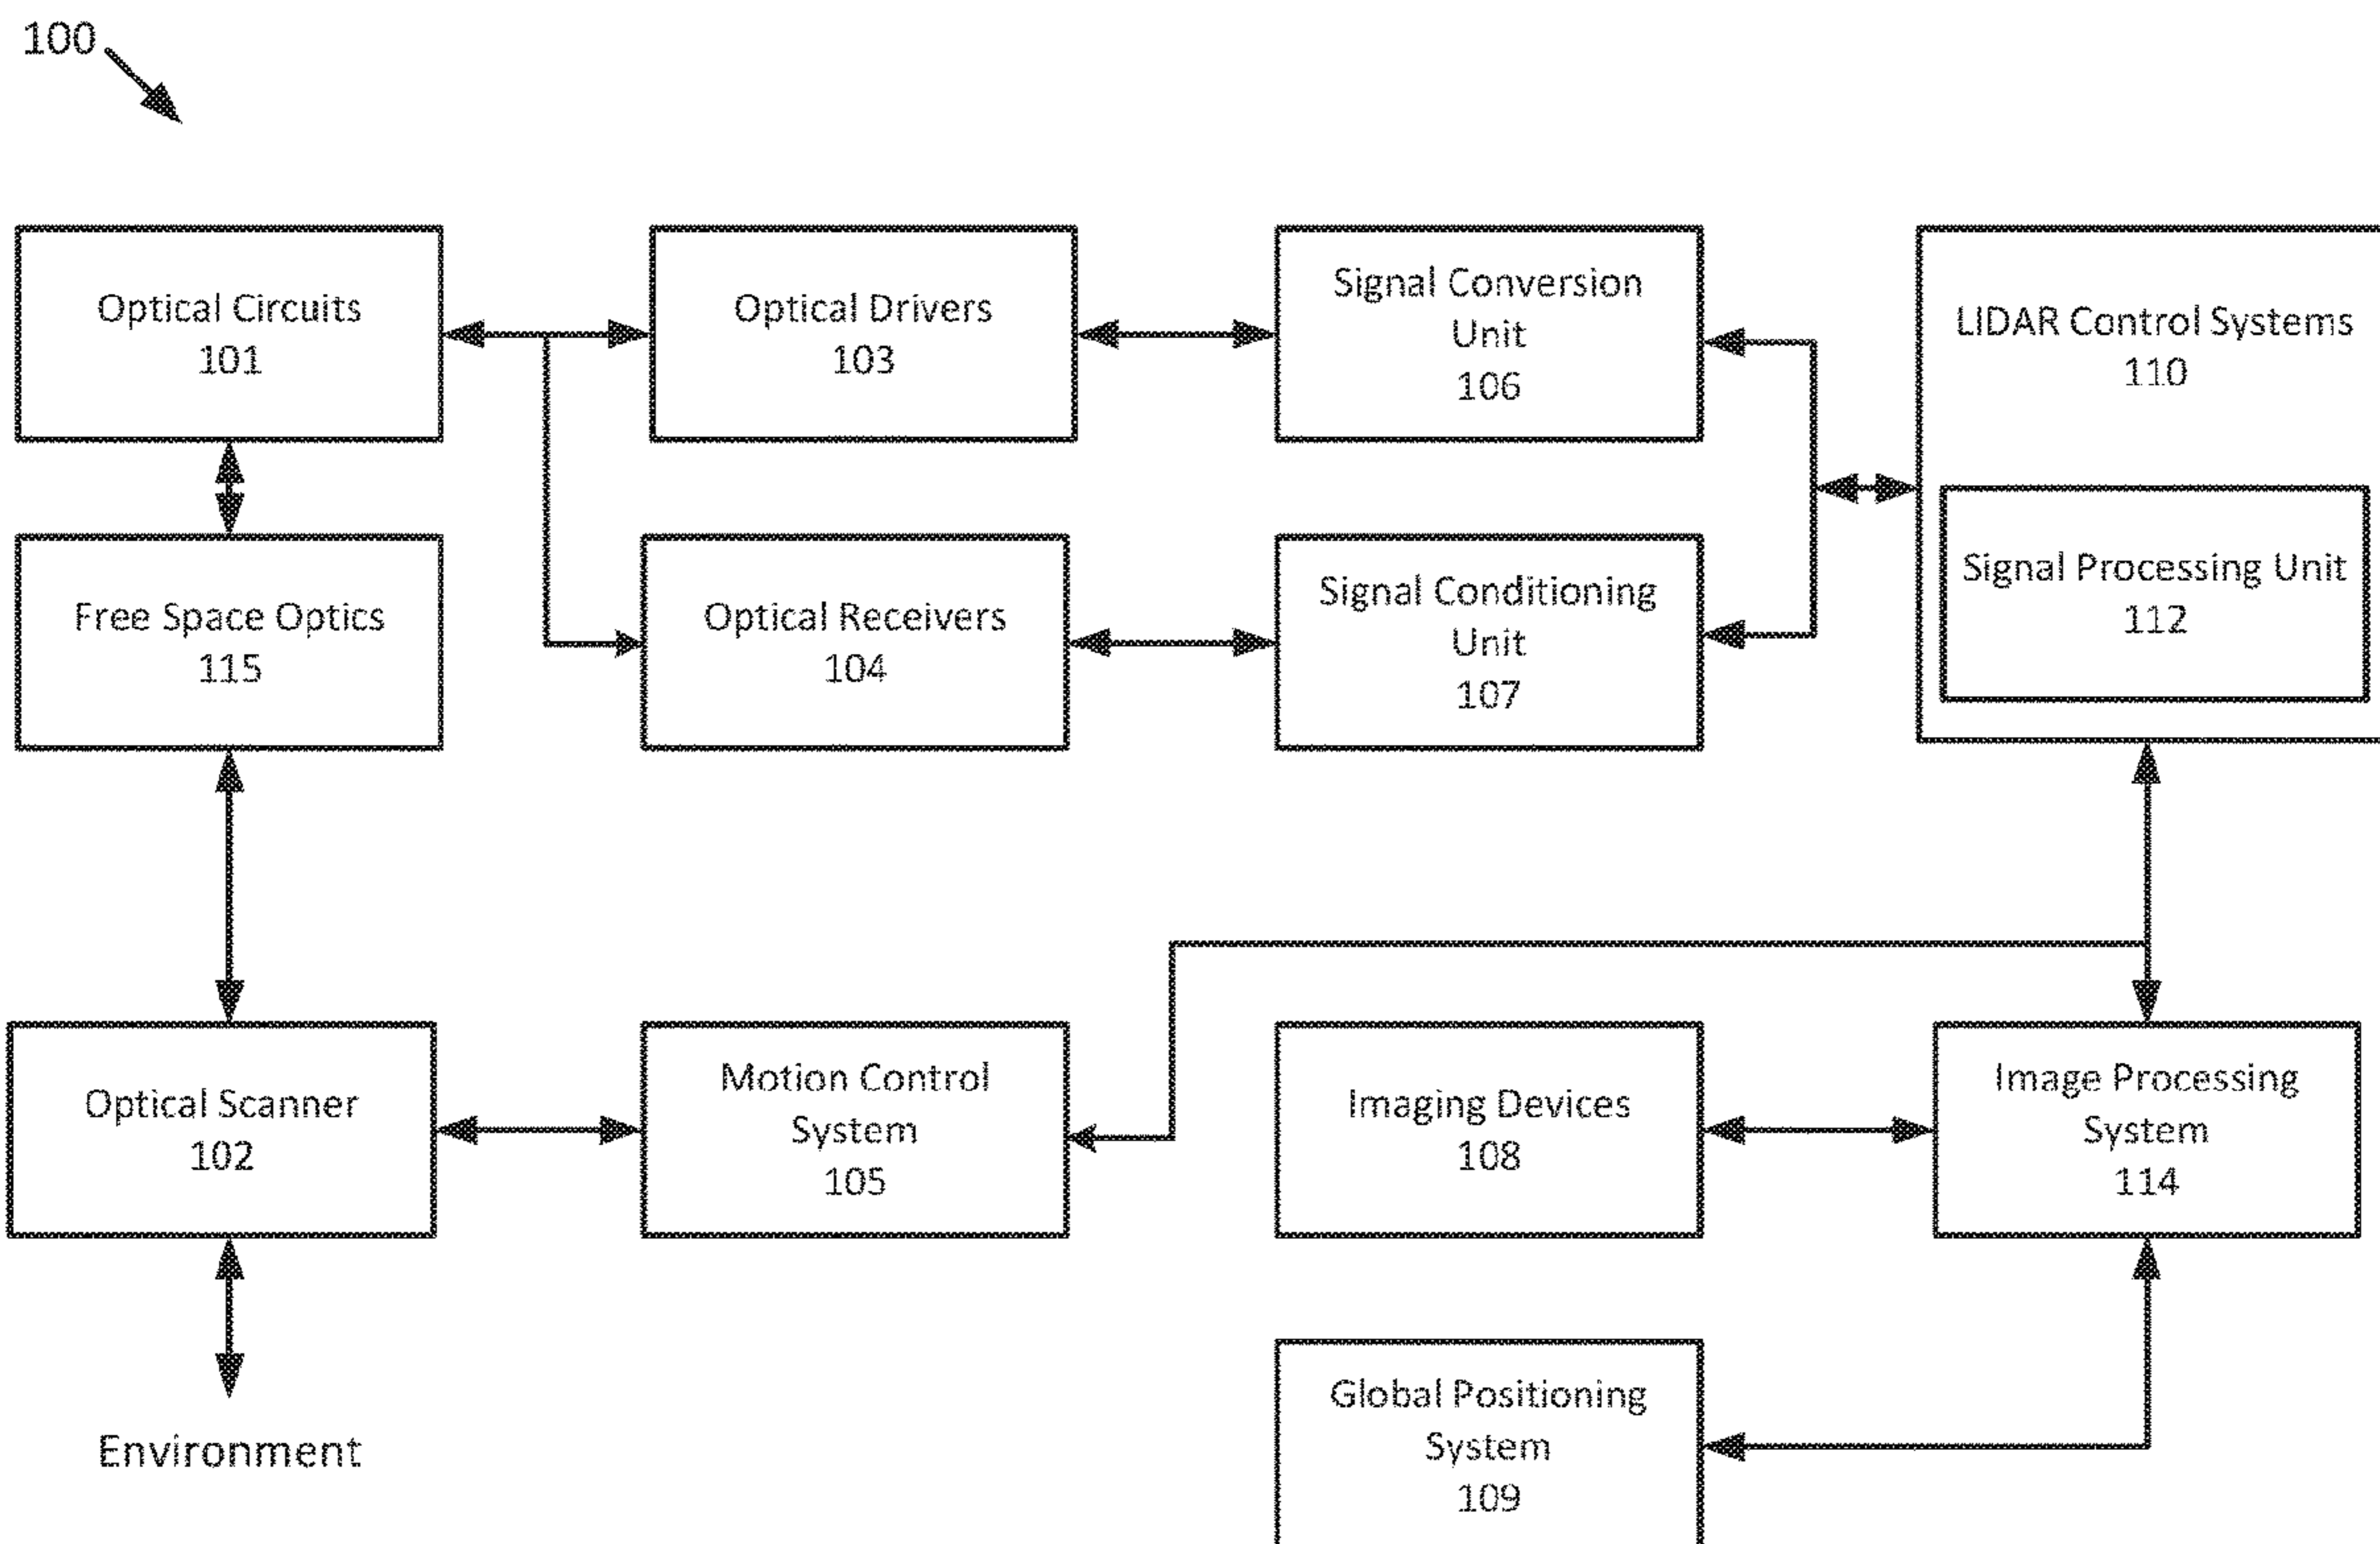 100
Optical Circuits
101
Optical Drivers
103
Signal Conversion
Unit
106
LIDAR Control Systems
110
Signal Processing Unit
112
Free Space Optics
115
Optical Receivers
104
Signal Conditioning
Unit
107
Optical Scanner
102
Motion Control
System
105
Imaging Devices
108
Image Processing
System
114
Environment
Global Positioning
System
109